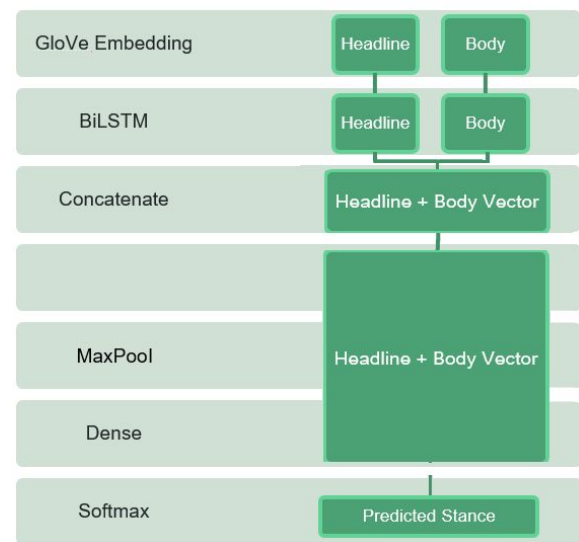 GloVe Embedding Headline Body
BiLSTM Headline Body
Concatenate Headline + Body Vector
MaxPool Headline + Body Vector
Dense
Softmax Predicted Stance